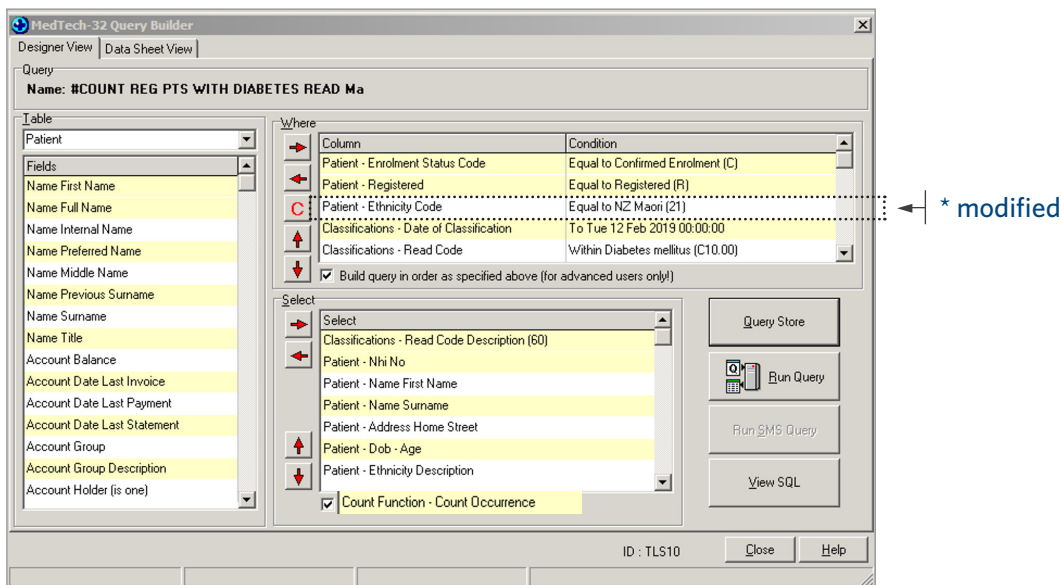 MedTech-32 Query Builder
Designer View
Data Sheet View
Query
Name: #COUNT REG PTS WITH DIABETES READ Ma
Table
Patient
Fields
Name First Name
Name Full Name
Name Internal Name
Name Preferred Name
Name Middle Name
Name Previous Surname
Name Surname
Name Title
Account Balance
Account Date Last Invoice
Account Date Last Payment
Account Date Last Statement
Account Group
Account Group Description
Account Holder (is one)
Where
C
Column Condition
Patient - Enrolment Status Code Equal to Confirmed Enrolment (C)
Patient - Registered Equal to Registered (R)
Patient - Ethnicity Code Equal to NZ Maori (21)
Classifications - Date of Classification To Tue 12 Feb 2019 00:00:00
Classifications - Read Code Within Diabetes mellitus (C10.00)
Build query in order as specified above (for advanced users only!)
* modified
Select
Select
Classifications - Read Code Description (60)
Patient - Nhi No
Patient - Name First Name
Patient - Name Surname
Patient - Address Home Street
Patient - Dob - Age
Patient - Ethnicity Description
Count Function - Count Occurrence
Query Store
Q
Run Query
Run SMS Query
View SQL
ID : TLS10
Close
Help